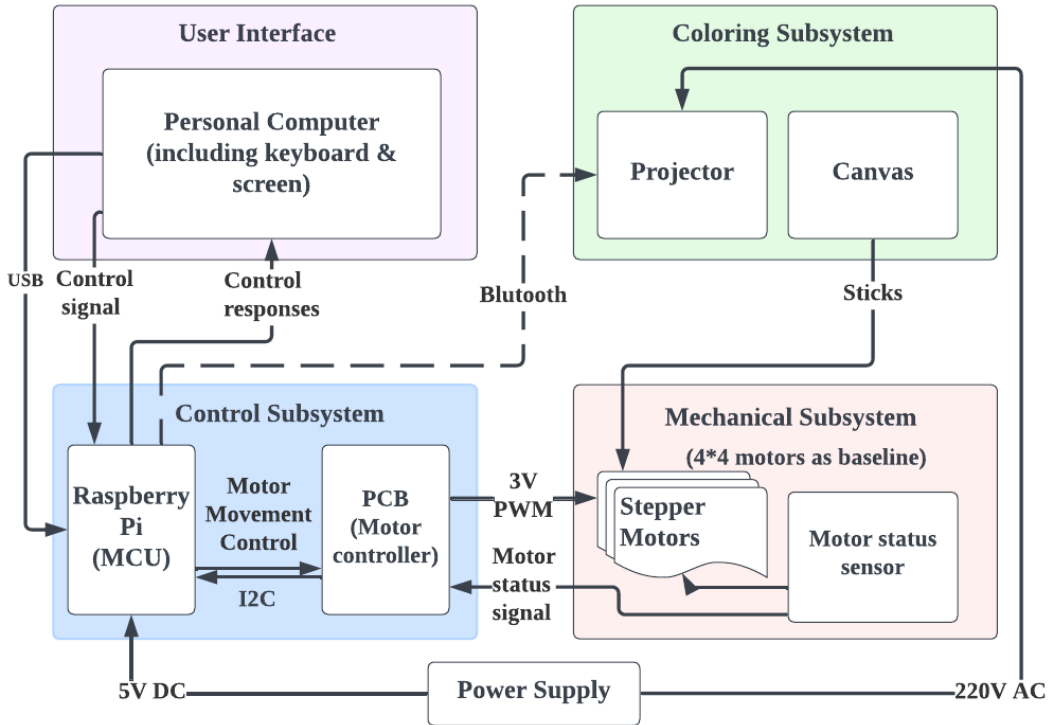 User Interface
Coloring Subsystem
Personal Computer
(including keyboard &
screen)
Projector
Canvas
USB
Control
signal
Control
responses
Blutooth
Sticks
Control Subsystem
Mechanical Subsystem
(4*4 motors as baseline)
Raspberry
Pi
(MCU)
Motor
Movement
Control
I2C
PCB
(Motor
controller)
3V
PWM
Motor
status
signal
Stepper
Motors
Motor status
sensor
5V DC
Power Supply
220V AC